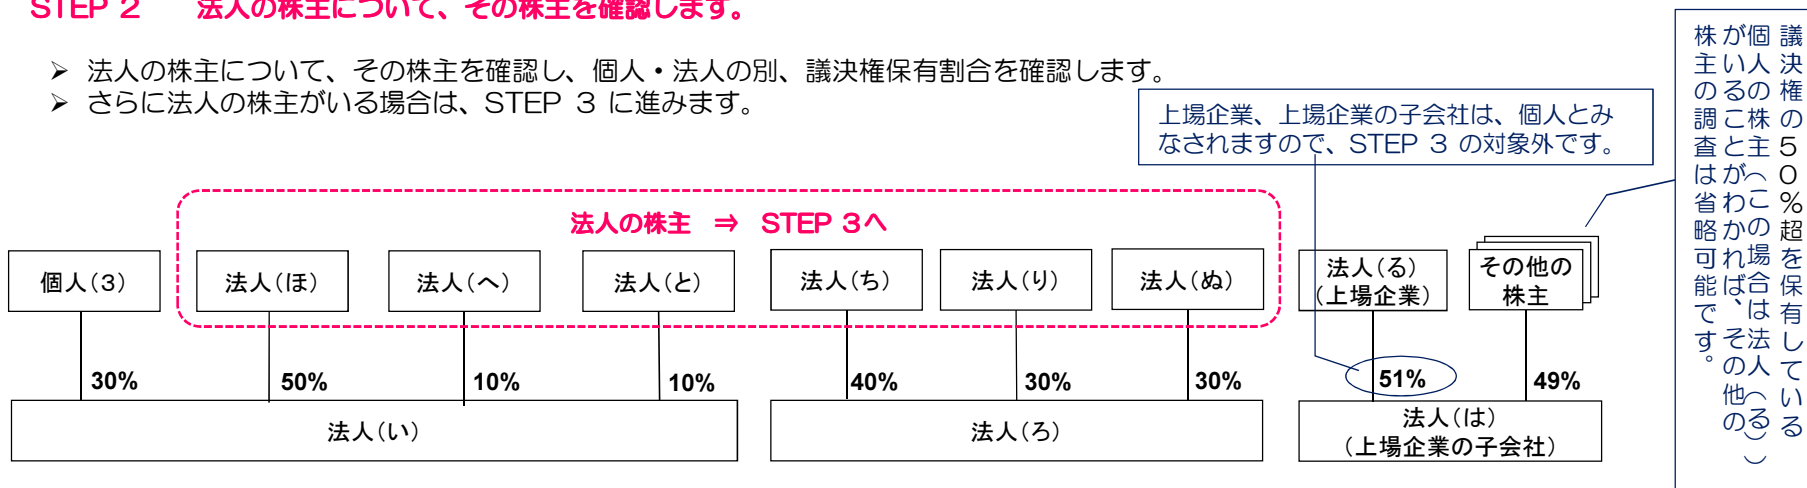 STEP 2　法人の株主について、その株主を確認します。
➢ 法人の株主について、その株主を確認し、個人・法人の別、議決権保有割合を確認します。
➢ さらに法人の株主がいる場合は、STEP 3 に進みます。
上場企業、上場企業の子会社は、個人とみ
なされますので、STEP 3 の対象外です。
議決権の50%超を保有している
個人の株主(この場合は法人(る))
がいることがわかれば、その他の
株主の調査は省略可能です。
法人の株主 ⇒ STEP 3へ
個人(3)
法人(ほ)
法人(へ)
法人(と)
法人(ち)
法人(り)
法人(ぬ)
法人(る)
(上場企業)
その他の
株主
30%
50%
10%
10%
40%
30%
30%
51%
49%
法人(い)
法人(ろ)
法人(は)
(上場企業の子会社)